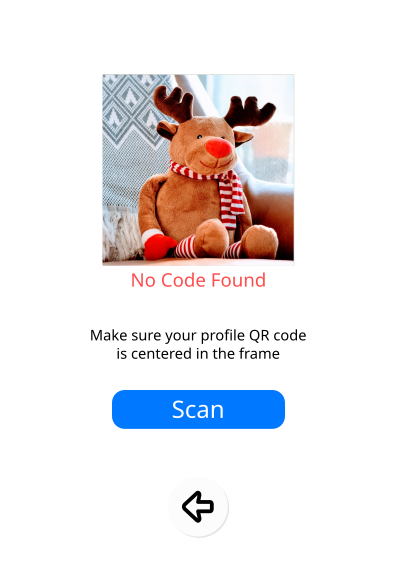 No Code Found
Make sure your profile QR code
is centered in the frame
Scan